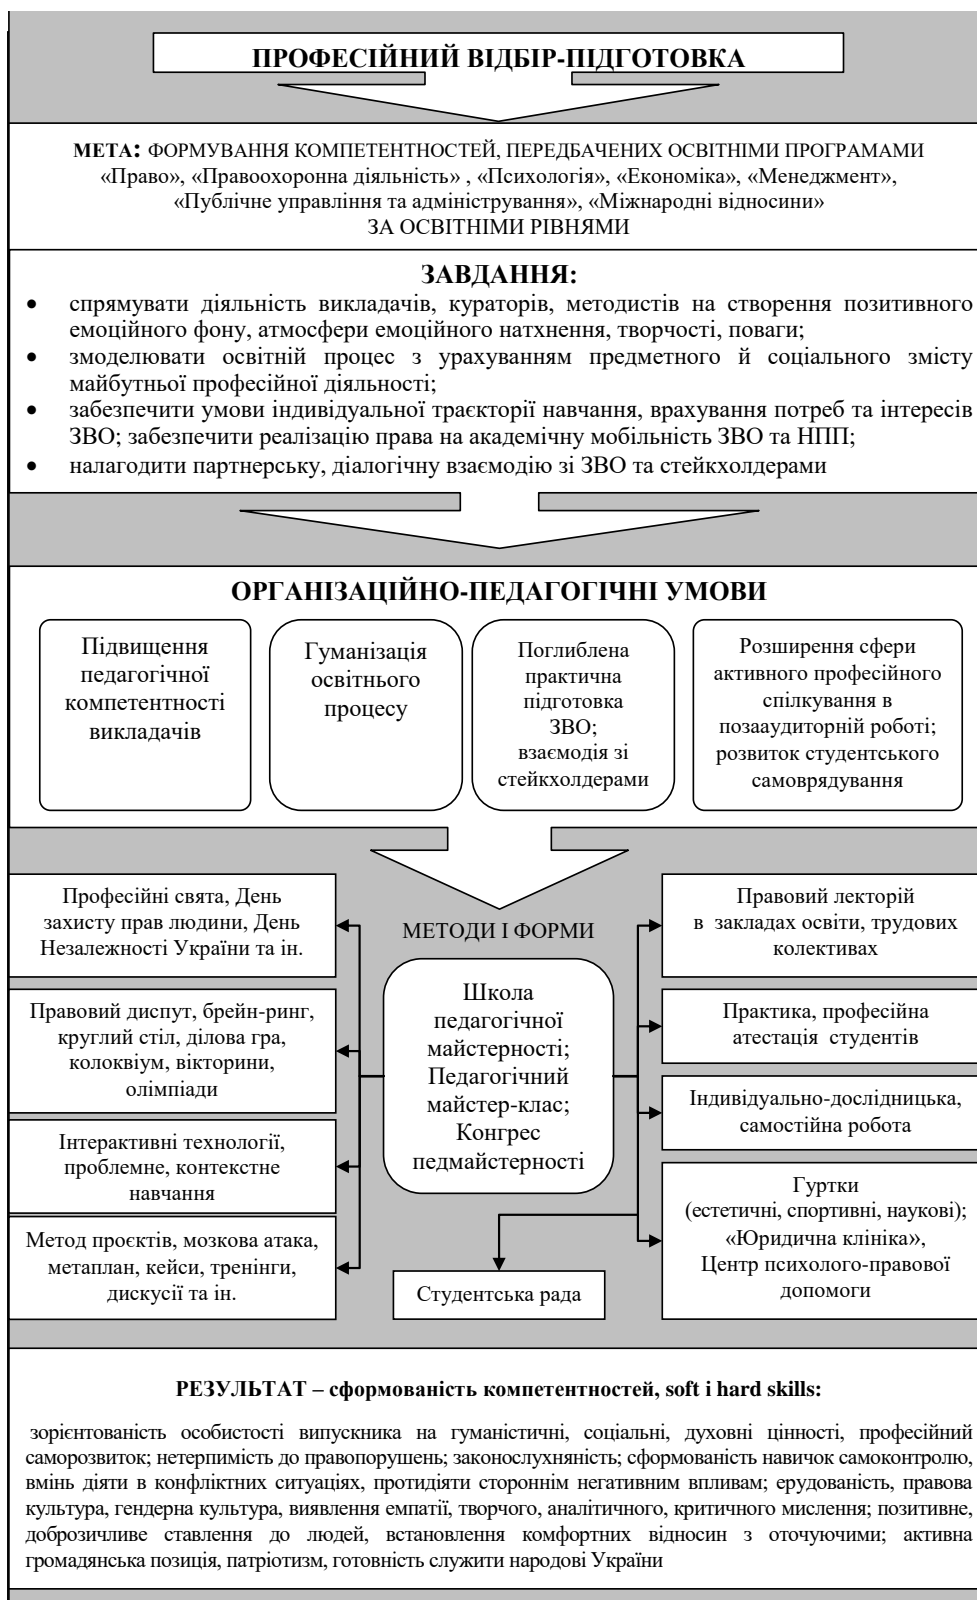 ПРОФЕСІЙНИЙ ВІДБІР-ПІДГОТОВКА
МЕТА: ФОРМУВАННЯ КОМПЕТЕНТНОСТЕЙ, ПЕРЕДБАЧЕНИХ ОСВІТНІМИ ПРОГРАМАМИ
«Право», «Правоохоронна діяльність» , «Психологія», «Економіка», «Менеджмент»,
«Публічне управління та адміністрування», «Міжнародні відносини»
ЗА ОСВІТНІМИ РІВНЯМИ
ЗАВДАННЯ:
• спрямувати діяльність викладачів, кураторів, методистів на створення позитивного
емоційного фону, атмосфери емоційного натхнення, творчості, поваги;
• змоделювати освітній процес з урахуванням предметного й соціального змісту
майбутньої професійної діяльності;
• забезпечити умови індивідуальної траєкторії навчання, врахування потреб та інтересів
ЗВО; забезпечити реалізацію права на академічну мобільність ЗВО та НПП;
• налагодити партнерську, діалогічну взаємодію зі ЗВО та стейкхолдерами
ОРГАНІЗАЦІЙНО-ПЕДАГОГІЧНІ УМОВИ
Підвищення
педагогічної
компетентності
викладачів
Гуманізація
освітнього
процесу
Поглиблена
практична
підготовка
ЗВО;
взаємодія зі
стейкхолдерами
Розширення сфери
активного професійного
спілкування в
позааудиторній роботі;
розвиток студентського
самоврядування
Професійні свята, День
захисту прав людини, День
Незалежності України та ін.
Правовий диспут, брейн-ринг,
круглий стіл, ділова гра,
колоквіум, вікторини,
олімпіади
Інтерактивні технології,
проблемне, контекстне
навчання
Метод проєктів, мозкова атака,
метаплан, кейси, тренінги,
дискусії та ін.
МЕТОДИ І ФОРМИ
Школа
педагогічної
майстерності;
Педагогічний
майстер-клас;
Конгрес
педмайстерності
Студентська рада
Правовий лекторій
в закладах освіти, трудових
колективах
Практика, професійна
атестація студентів
Індивідуально-дослідницька,
самостійна робота
Гуртки
(естетичні, спортивні, наукові);
«Юридична клініка»,
Центр психолого-правової
допомоги
РЕЗУЛЬТАТ – сформованість компетентностей, soft і hard skills:
зорієнтованість особистості випускника на гуманістичні, соціальні, духовні цінності, професійний
саморозвиток; нетерпимість до правопорушень; законослухняність; сформованість навичок самоконтролю,
вмінь діяти в конфліктних ситуаціях, протидіяти стороннім негативним впливам; ерудованість, правова
культура, гендерна культура, виявлення емпатії, творчого, аналітичного, критичного мислення; позитивне,
доброзичливе ставлення до людей, встановлення комфортних відносин з оточуючими; активна
громадянська позиція, патріотизм, готовність служити народові України